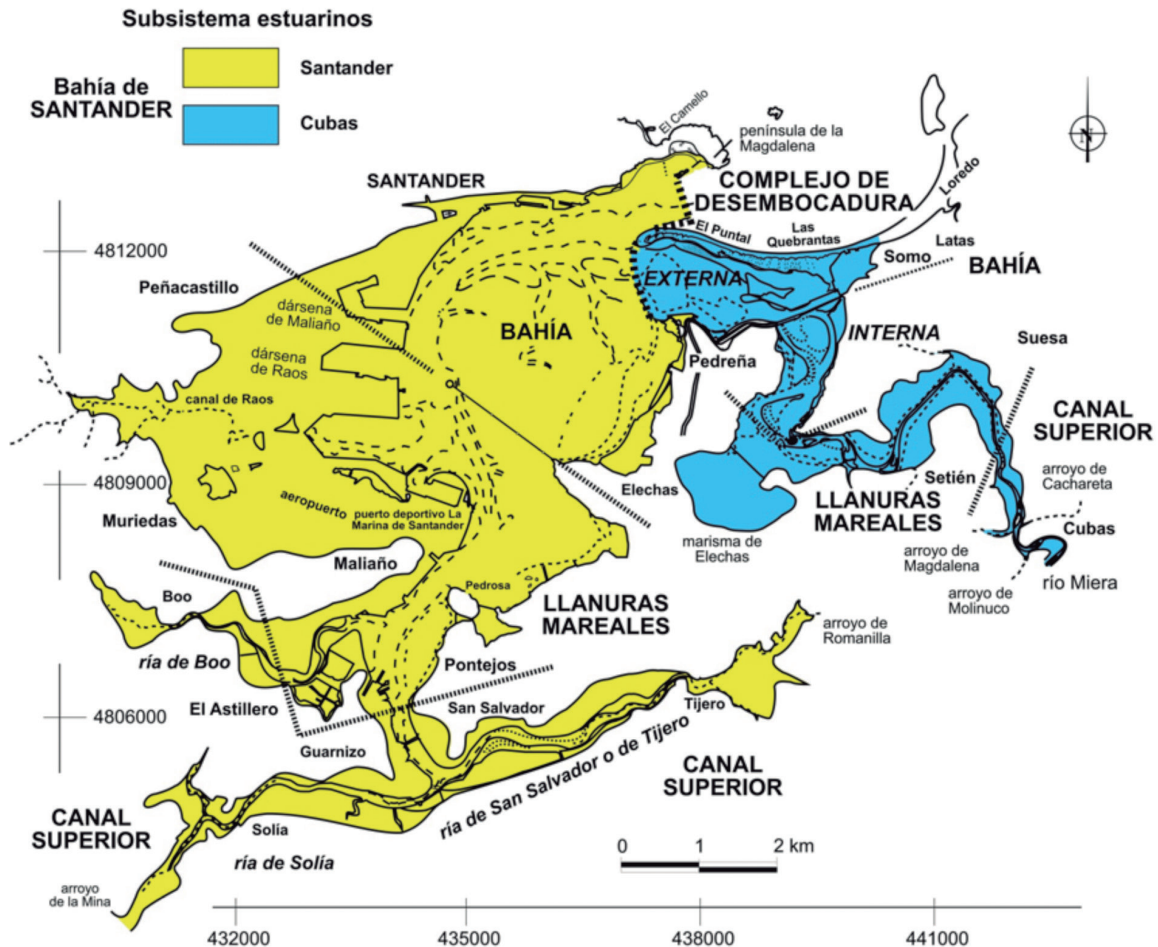 Subsistema estuarinos
Bahía de
SANTANDER
Santander
Cubas
El Camello
península de la
Magdalena
N
SANTANDER
COMPLEJO DE
DESEMBOCADURA
Loredo
El Puntal
Las
Quebrantas
Latas
Somo
BAHÍA
4812000
Peñacastillo
EXTERNA
dársena
de Maliaño
BAHÍA
INTERNA
Suesa
dársena
de Raos
Pedreña
canal de Raos
CANAL
SUPERIOR
4809000
Elechas
Setién
arroyo de
Cachareta
aeropuerto
puerto deportivo La
Marina de Santander
LLANURAS
MAREALES
Muriedas
Cubas
marisma de
Elechas
arroyo de
Magdalena
Maliaño
río Miera
arroyo de
Molinuco
Boo
Pedrosa
LLANURAS
MAREALES
arroyo de
Romanilla
ría de Boo
Pontejos
El Astillero
San Salvador
Tijero
4806000
Guarnizo
ría de San Salvador o de Tijero
CANAL
SUPERIOR
CANAL
SUPERIOR
Solía
ría de Solía
0 1 2 km
arroyo
de la Mina
432000 435000 438000 441000